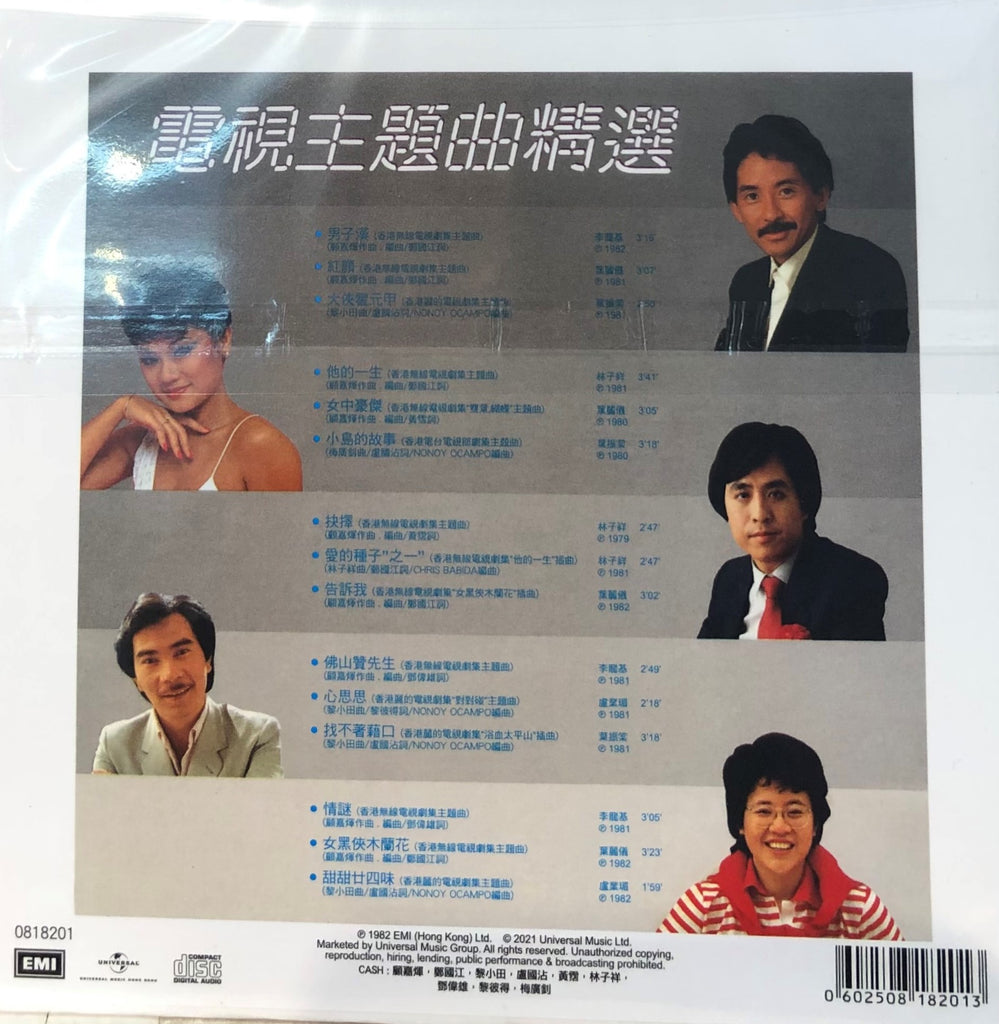 電視主題曲精選
• 男子漢 (香港無線電視劇集主題曲) 李龍基 3'16"
(顧嘉煇作曲．編曲/鄭國江詞) ℗ 1982
• 紅顏 (香港無線電視劇集主題曲) 葉麗儀 3'07"
(顧嘉煇作曲．編曲/鄭國江詞) ℗ 1981
• 大俠霍元甲 (香港麗的電視劇集主題曲) 葉振棠
(黎小田曲/盧國沾詞/NONOY OCAMPO編曲) ℗ 1981
• 他的一生 (香港無線電視劇集主題曲) 林子祥 3'41"
(顧嘉煇作曲．編曲/鄭國江詞) ℗ 1981
• 女中豪傑 (香港無線電視劇集"雙葉蝴蝶"主題曲) 葉麗儀 3'05"
(顧嘉煇作曲．編曲/黃霑詞) ℗ 1980
• 小島的故事 (香港電台電視部劇集主題曲) 葉振棠 3'18"
(梅廣釗曲/盧國沾詞/NONOY OCAMPO編曲) ℗ 1980
• 抉擇 (香港無線電視劇集主題曲) 林子祥 2'47"
(顧嘉煇作曲．編曲/黃霑詞) ℗ 1979
• 愛的種子"之一" (香港無線電視劇集"他的一生"插曲) 林子祥 2'47"
(林子祥曲/鄭國江詞/CHRIS BABIDA編曲) ℗ 1981
• 告訴我 (香港無線電視劇集"女黑俠木蘭花"插曲) 葉麗儀 3'02"
(顧嘉煇作曲．編曲/鄭國江詞) ℗ 1982
• 佛山贊先生 (香港無線電視劇集主題曲) 李龍基 2'49"
(顧嘉煇作曲．編曲/鄧偉雄詞) ℗ 1981
• 心思思 (香港麗的電視劇集"對對碰"主題曲) 盧業瑂 2'18"
(黎小田曲/黎彼得詞/NONOY OCAMPO編曲) ℗ 1981
• 找不著藉口 (香港麗的電視劇集"浴血太平山"插曲) 葉振棠 3'18"
(黎小田曲/盧國沾詞/NONOY OCAMPO編曲) ℗ 1981
• 情謎 (香港無線電視劇集主題曲) 李龍基 3'05"
(顧嘉煇作曲．編曲/鄧偉雄詞) ℗ 1981
• 女黑俠木蘭花 (香港無線電視劇集主題曲) 葉麗儀 3'23"
(顧嘉煇作曲．編曲/鄭國江詞) ℗ 1982
• 甜甜廿四味 (香港麗的電視劇集主題曲) 盧業瑂 1'59"
(黎小田曲/盧國沾詞/NONOY OCAMPO編曲) ℗ 1982
0818201
℗ 1982 EMI (Hong Kong) Ltd. © 2021 Universal Music Ltd.
Marketed by Universal Music Group. All rights reserved. Unauthorized copying,
reproduction, hiring, lending, public performance & broadcasting prohibited.
CASH : 顧嘉煇，鄭國江，黎小田，盧國沾，黃霑，林子祥，
鄧偉雄，黎彼得，梅廣釗
EMI
UNIVERSAL
UNIVERSAL MUSIC HONG KONG
COMPACT
disc
DIGITAL AUDIO
0 602508 182013